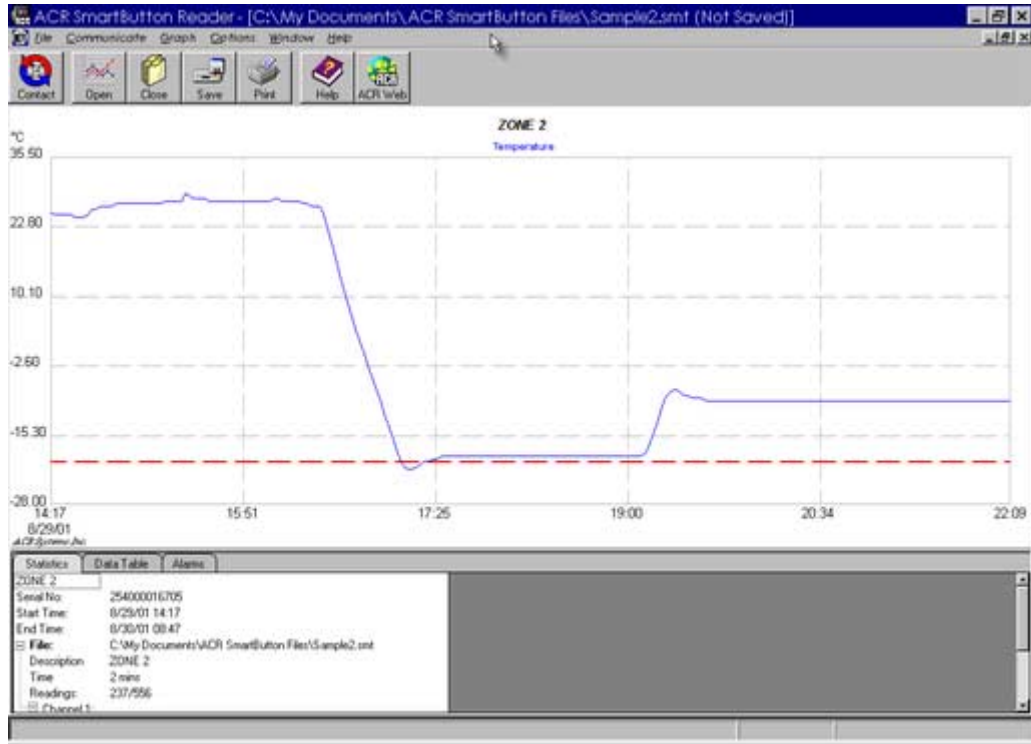 ACR SmartButton Reader - [C:\My Documents\ACR SmartButton Files\Sample2.smt (Not Saved)]
File Communicate Graph Options Window Help
Contact Open Close Save Print Help ACR Web
ZONE 2
Temperature
°C
35.50
22.80
10.10
-2.60
-15.30
-28.00
14:17 15:51 17:25 19:00 20:34 22:09
8/29/01
ACR Systems Inc.
Statistics Data Table Alarms
ZONE 2
Serial No: 254000016705
Start Time: 8/29/01 14:17
End Time: 8/30/01 08:47
File: C:\My Documents\ACR SmartButton Files\Sample2.smt
Description ZONE 2
Time 2 mins
Readings: 237/556
Channel 1: